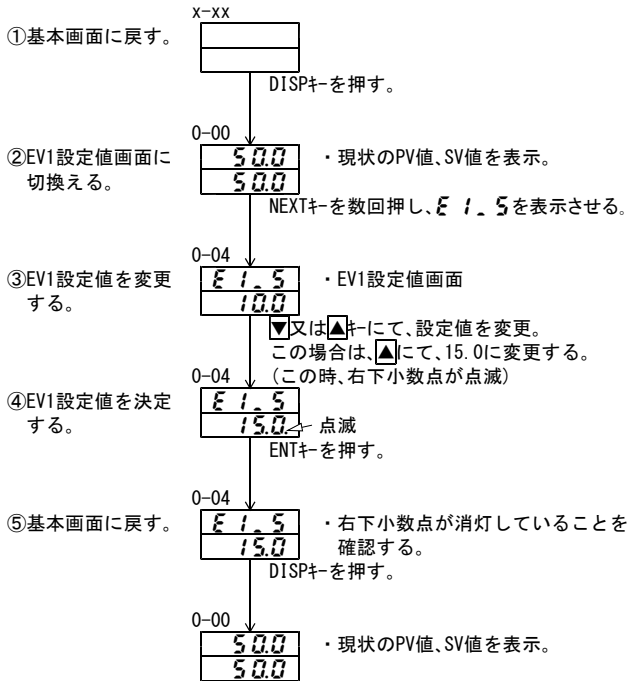 x-xx
①基本画面に戻す。
DISPｷｰを押す。
0-00
②EV1設定値画面に
切換える。
50.0
50.0
・現状のPV値、SV値を表示。
NEXTｷｰを数回押し、E1_Sを表示させる。
0-04
③EV1設定値を変更
する。
E1_S
10.0
・EV1設定値画面
▼又は▲ｷｰにて、設定値を変更。
この場合は、▲にて、15.0に変更する。
(この時、右下小数点が点滅)
0-04
④EV1設定値を決定
する。
E1_S
15.0.
点滅
ENTｷｰを押す。
0-04
⑤基本画面に戻す。
E1_S
15.0
・右下小数点が消灯していることを
確認する。
DISPｷｰを押す。
0-00
50.0
50.0
・現状のPV値、SV値を表示。